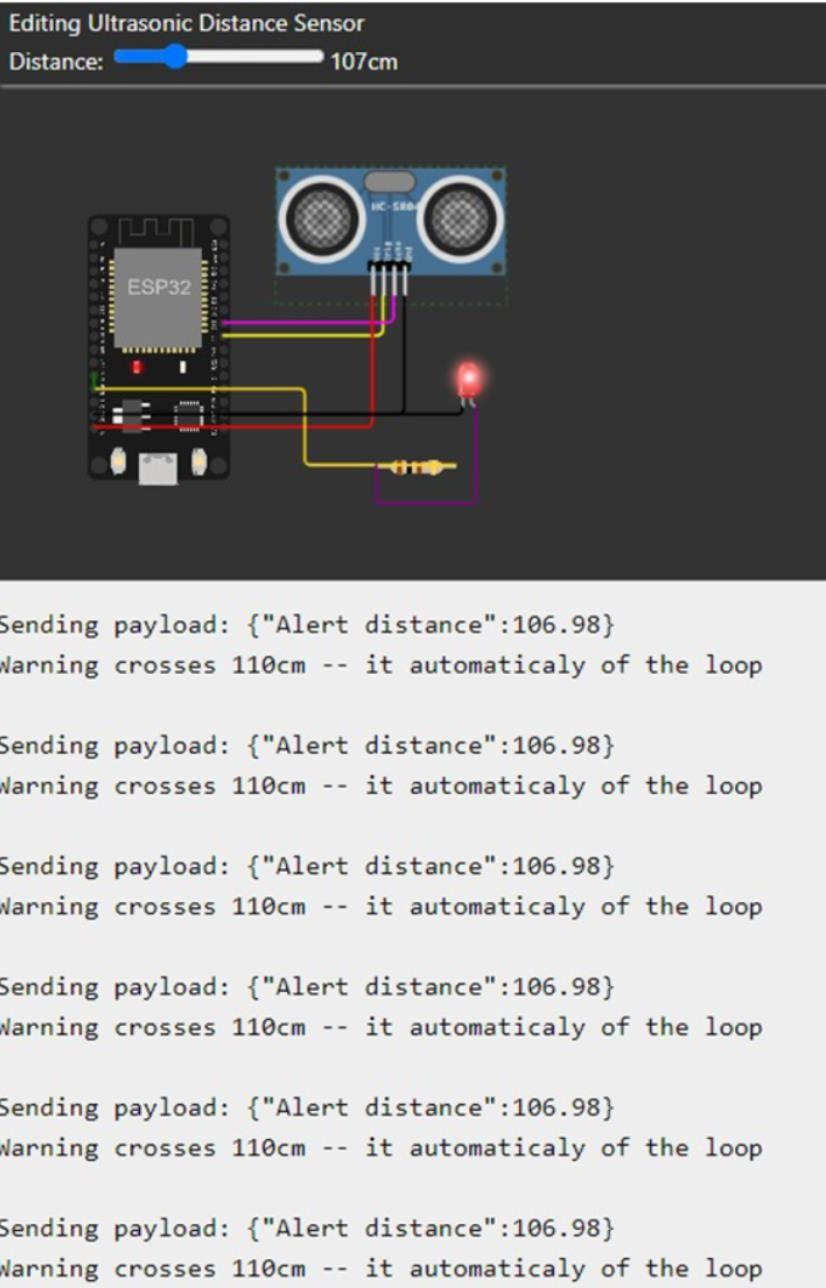 Editing Ultrasonic Distance Sensor
Distance: 107cm
HC-SR04
ESP32
Sending payload: {"Alert distance":106.98}
Warning crosses 110cm -- it automaticaly of the loop
Sending payload: {"Alert distance":106.98}
Warning crosses 110cm -- it automaticaly of the loop
Sending payload: {"Alert distance":106.98}
Warning crosses 110cm -- it automaticaly of the loop
Sending payload: {"Alert distance":106.98}
Warning crosses 110cm -- it automaticaly of the loop
Sending payload: {"Alert distance":106.98}
Warning crosses 110cm -- it automaticaly of the loop
Sending payload: {"Alert distance":106.98}
Warning crosses 110cm -- it automaticaly of the loop